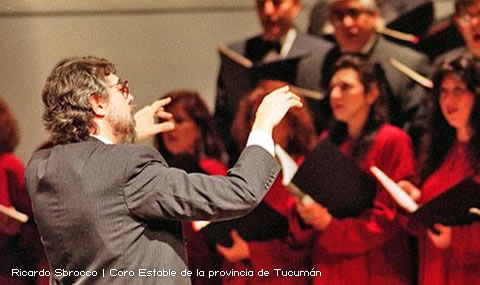 Ricardo Sbrocco | Coro Estable de la provincia de Tucumán